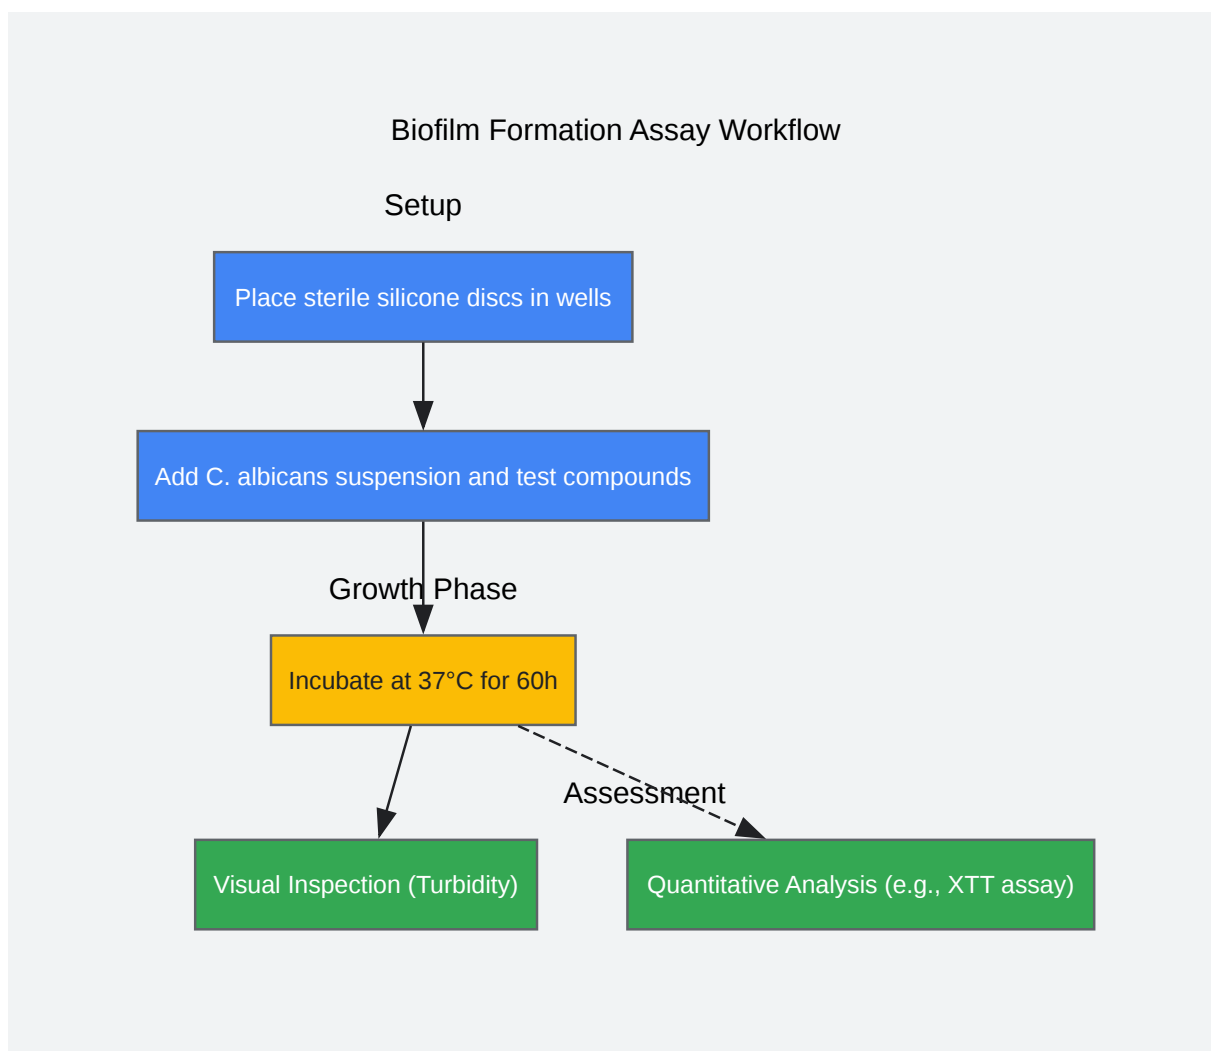 Biofilm Formation Assay Workflow
Setup
Place sterile silicone discs in wells
Add C. albicans suspension and test compounds
Growth Phase
Incubate at 37°C for 60h
Assessment
Visual Inspection (Turbidity)
Quantitative Analysis (e.g., XTT assay)